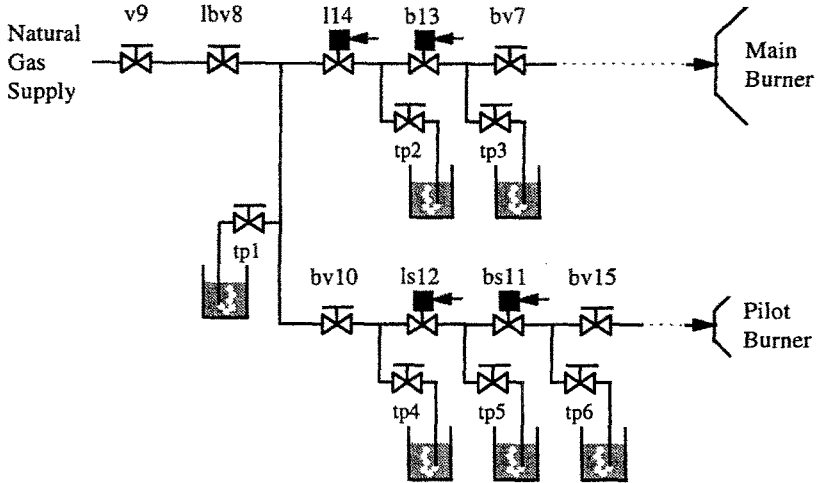 v9 lbv8 l14 b13 bv7
Natural
Gas
Supply
Main
Burner
tp2 tp3
tp1
bv10 ls12 bs11 bv15
Pilot
Burner
tp4 tp5 tp6